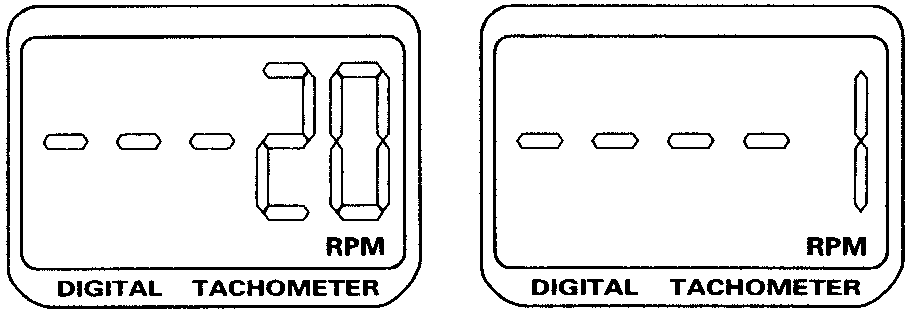 - - - 20
RPM
DIGITAL TACHOMETER
- - - - 1
RPM
DIGITAL TACHOMETER